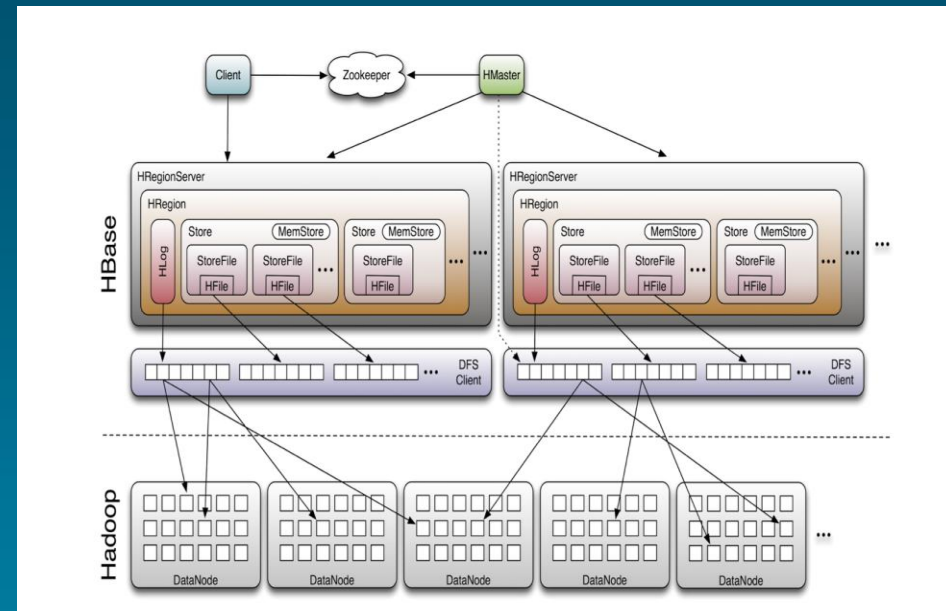 Client
Zookeeper
HMaster
HBase
HRegionServer
HRegion
HLog
Store
MemStore
StoreFile
HFile
StoreFile
HFile
...
Store
MemStore
StoreFile
HFile
...
...
HRegionServer
HRegion
HLog
Store
MemStore
StoreFile
HFile
StoreFile
HFile
...
Store
MemStore
StoreFile
HFile
...
...
...
...
DFS
Client
...
DFS
Client
Hadoop
DataNode
DataNode
DataNode
DataNode
DataNode
...